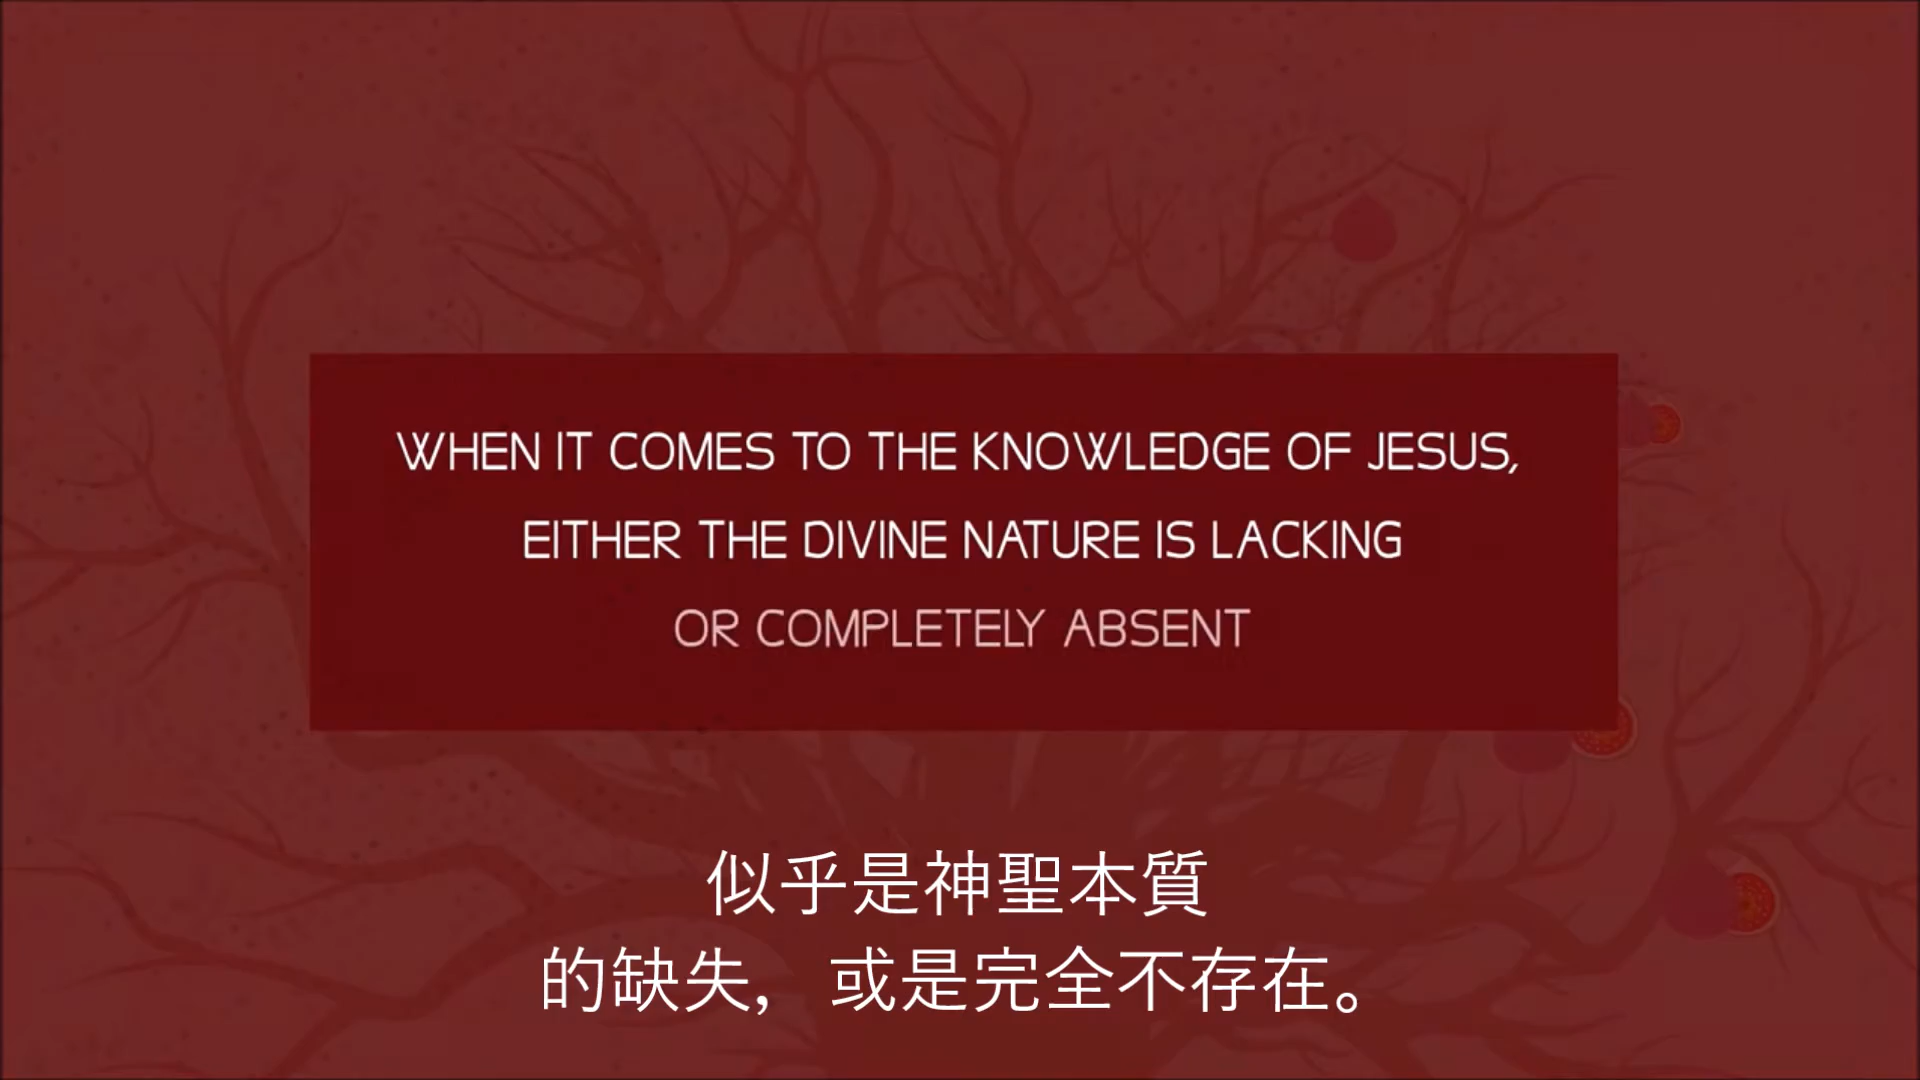 WHEN IT COMES TO THE KNOWLEDGE OF JESUS,
EITHER THE DIVINE NATURE IS LACKING
OR COMPLETELY ABSENT
似乎是神聖本質
的缺失，或是完全不存在。